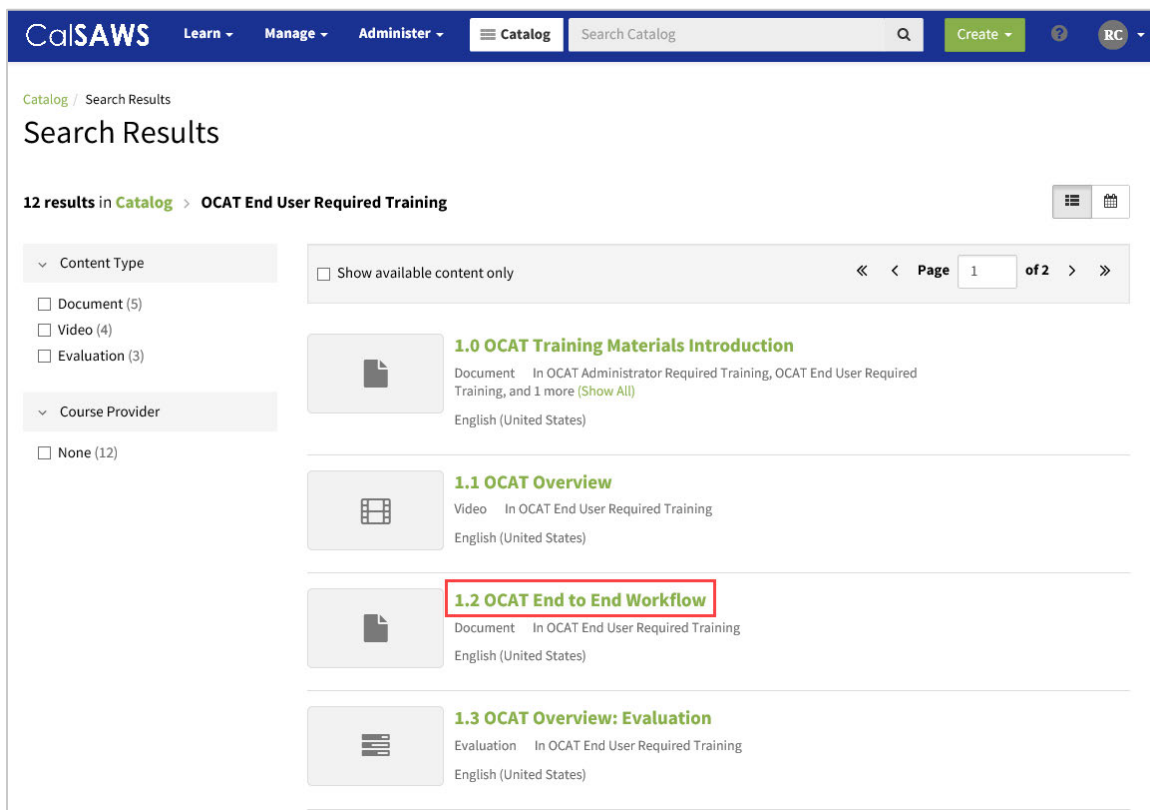 CalSAWS Learn Manage Administer Catalog Search Catalog Create ? RC
Catalog / Search Results
Search Results
12 results in Catalog > OCAT End User Required Training
Content Type
Document (5)
Video (4)
Evaluation (3)
Course Provider
None (12)
Show available content only « < Page 1 of 2 > »
1.0 OCAT Training Materials Introduction
Document In OCAT Administrator Required Training, OCAT End User Required
Training, and 1 more (Show All)
English (United States)
1.1 OCAT Overview
Video In OCAT End User Required Training
English (United States)
1.2 OCAT End to End Workflow
Document In OCAT End User Required Training
English (United States)
1.3 OCAT Overview: Evaluation
Evaluation In OCAT End User Required Training
English (United States)